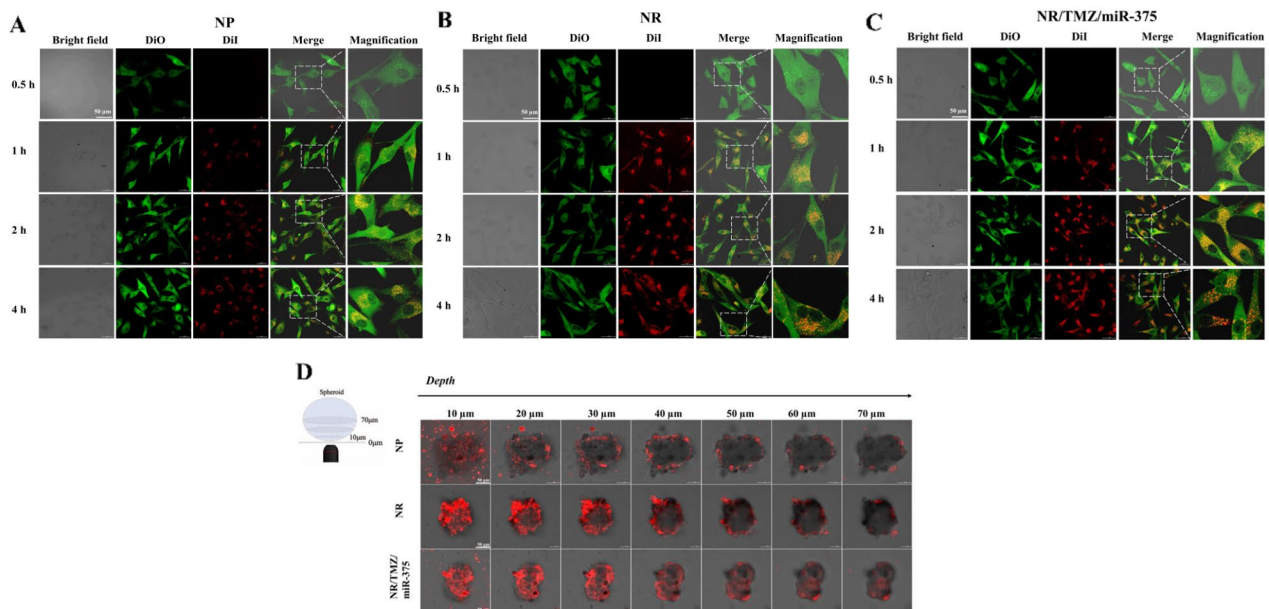 A
NP
Bright field DiO DiI Merge Magnification
0.5 h
50 µm
1 h
2 h
4 h
B
NR
Bright field DiO DiI Merge Magnification
0.5 h
50 µm
1 h
2 h
4 h
C
NR/TMZ/miR-375
Bright field DiO DiI Merge Magnification
0.5 h
50 µm
1 h
2 h
4 h
D
Spheroid
70µm
10µm
0µm
Depth
10 µm 20 µm 30 µm 40 µm 50 µm 60 µm 70 µm
NP
50 µm
NR
50 µm
NR/TMZ/
miR-375